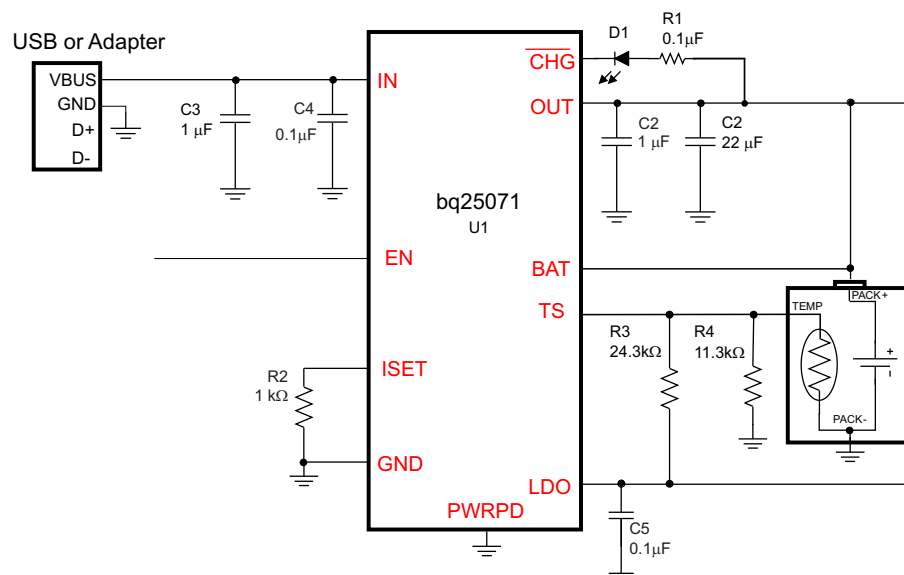 USB or Adapter
VBUS
GND
D+
D-
C3
1 μF
C4
0.1μF
IN
EN
R2
1 kΩ
ISET
GND
PWRPD
bq25071
U1
CHG
OUT
BAT
TS
LDO
D1
R1
0.1μF
C2
1 μF
C2
22 μF
R3
24.3kΩ
R4
11.3kΩ
C5
0.1μF
TEMP
PACK+
+
-
PACK-